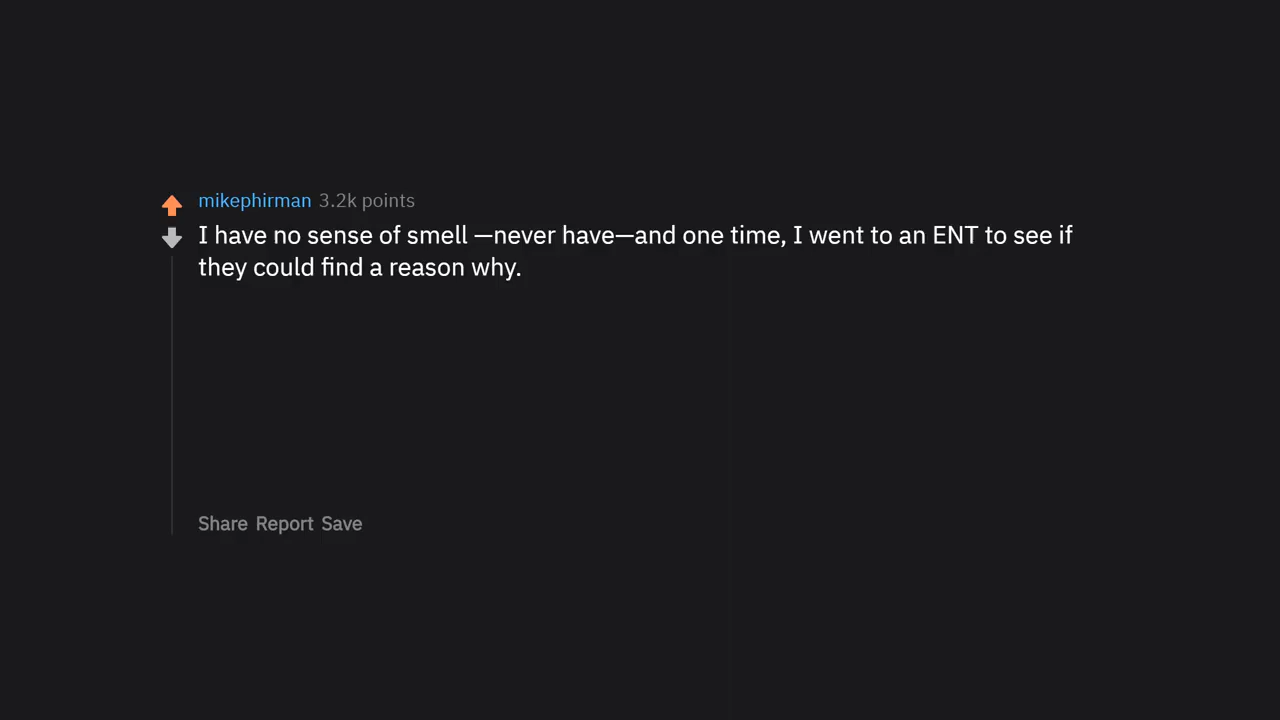 mikephirman 3.2k points
I have no sense of smell —never have—and one time, I went to an ENT to see if
they could find a reason why.
Share Report Save